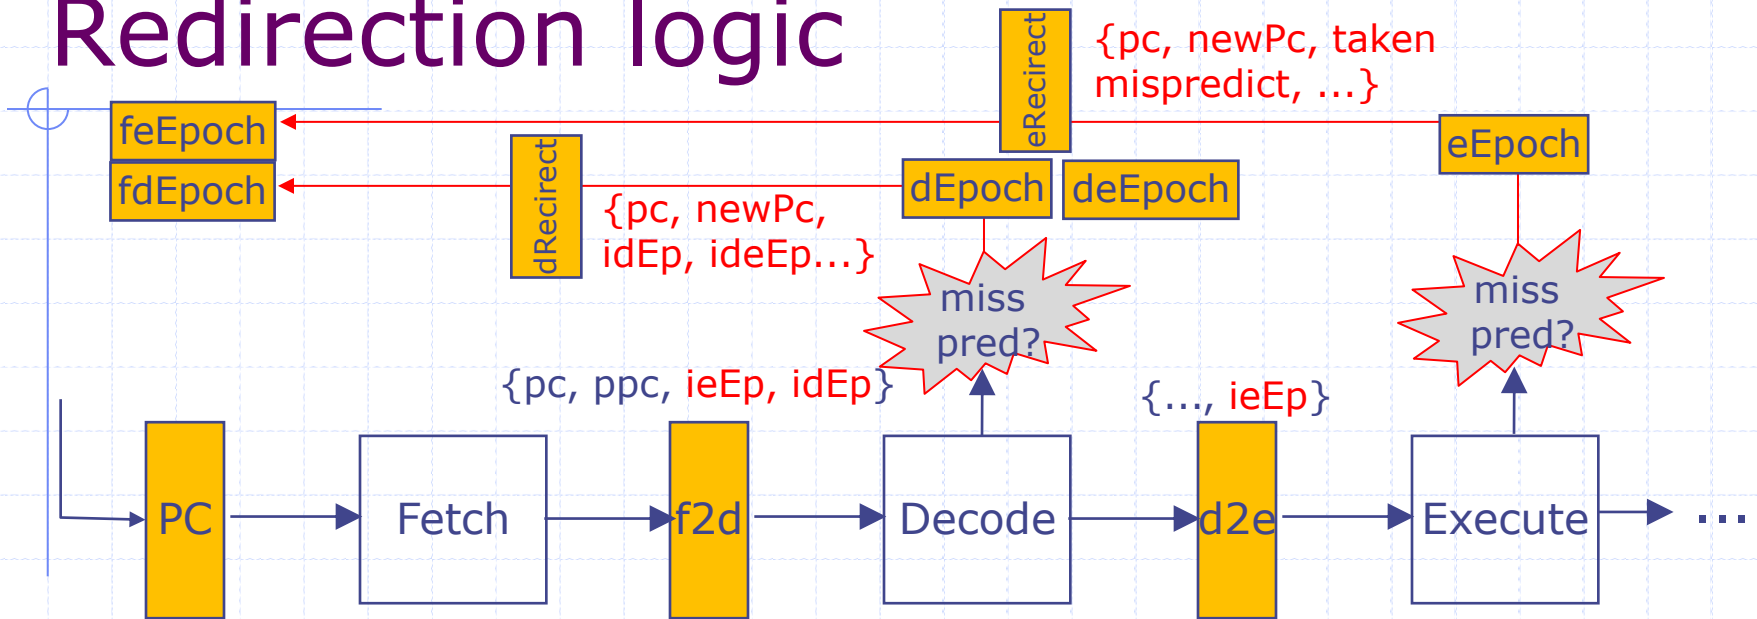 Redirection logic
{pc, newPc, taken
mispredict, ...}
eRecirect
feEpoch
eEpoch
fdEpoch
dRecirect
dEpoch
deEpoch
{pc, newPc,
idEp, ideEp...}
miss
pred?
miss
pred?
{pc, ppc, ieEp, idEp}
{..., ieEp}
PC
Fetch
f2d
Decode
d2e
Execute
...